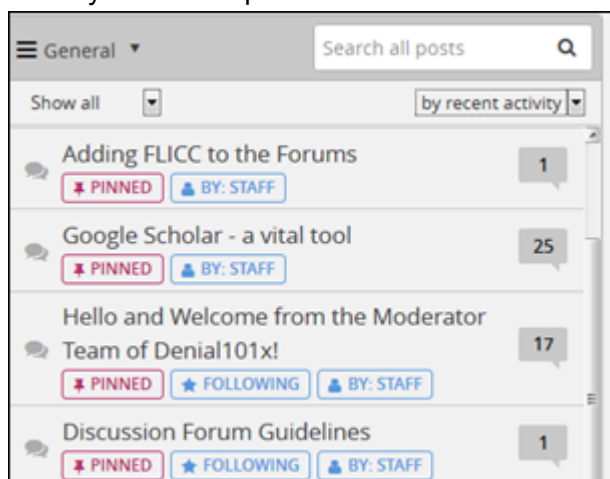 General
Search all posts
Show all
by recent activity
Adding FLICC to the Forums
1
PINNED BY: STAFF
Google Scholar - a vital tool
25
PINNED BY: STAFF
Hello and Welcome from the Moderator
Team of Denial101x!
17
PINNED FOLLOWING BY: STAFF
Discussion Forum Guidelines
1
PINNED FOLLOWING BY: STAFF